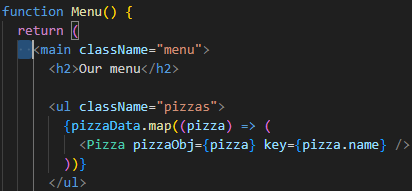 function Menu() {
return (
<main className="menu">
<h2>Our menu</h2>
<ul className="pizzas">
{pizzaData.map((pizza) => (
<Pizza pizzaObj={pizza} key={pizza.name} />
))}
</ul>